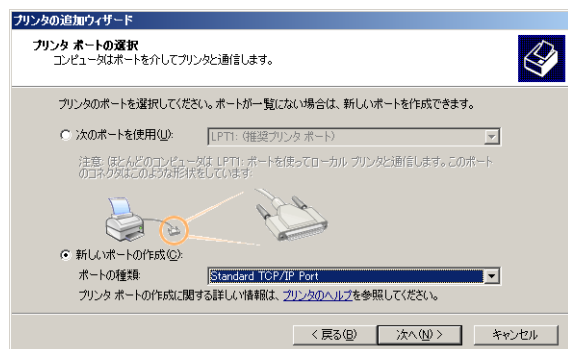 プリンタの追加ウィザード
プリンタ ポートの選択
コンピュータはポートを介してプリンタと通信します。
プリンタのポートを選択してください。ポートが一覧にない場合は、新しいポートを作成できます。
次のポートを使用(U):
LPT1: (推奨プリンタ ポート)
注意: ほとんどのコンピュータは LPT1: ポートを使ってローカル プリンタと通信します。このポート
のコネクタはこのような形状をしています:
新しいポートの作成(C):
ポートの種類:
Standard TCP/IP Port
プリンタ ポートの作成に関する詳しい情報は、プリンタのヘルプを参照してください。
< 戻る(B)
次へ(N) >
キャンセル